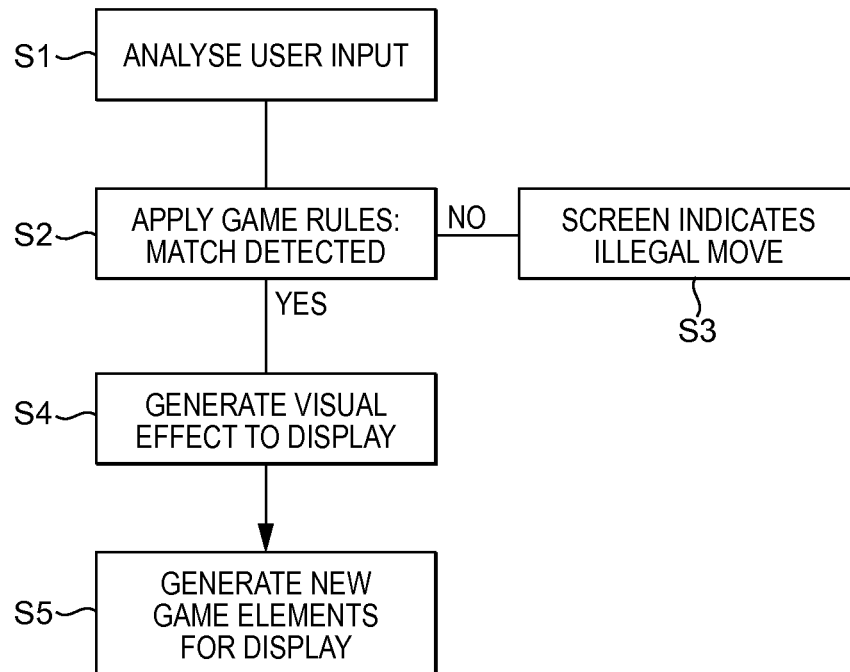 S1
ANALYSE USER INPUT
S2
APPLY GAME RULES:
MATCH DETECTED
NO
SCREEN INDICATES
ILLEGAL MOVE
S3
YES
S4
GENERATE VISUAL
EFFECT TO DISPLAY
S5
GENERATE NEW
GAME ELEMENTS
FOR DISPLAY